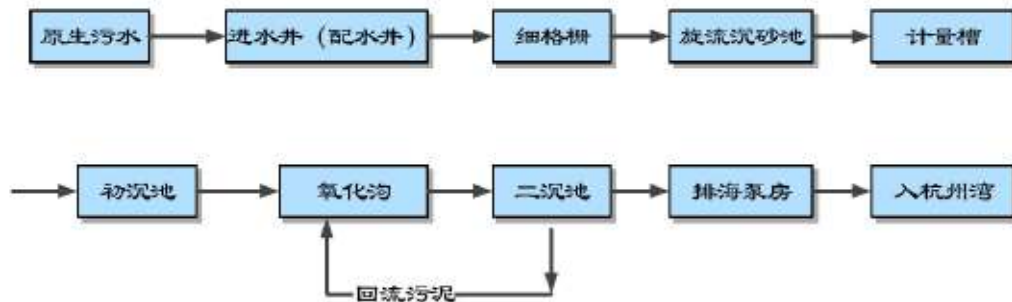 原生污水
进水井（配水井）
细格栅
旋流沉砂池
计量槽
初沉池
氧化沟
二沉池
排海泵房
入杭州湾
回流污泥